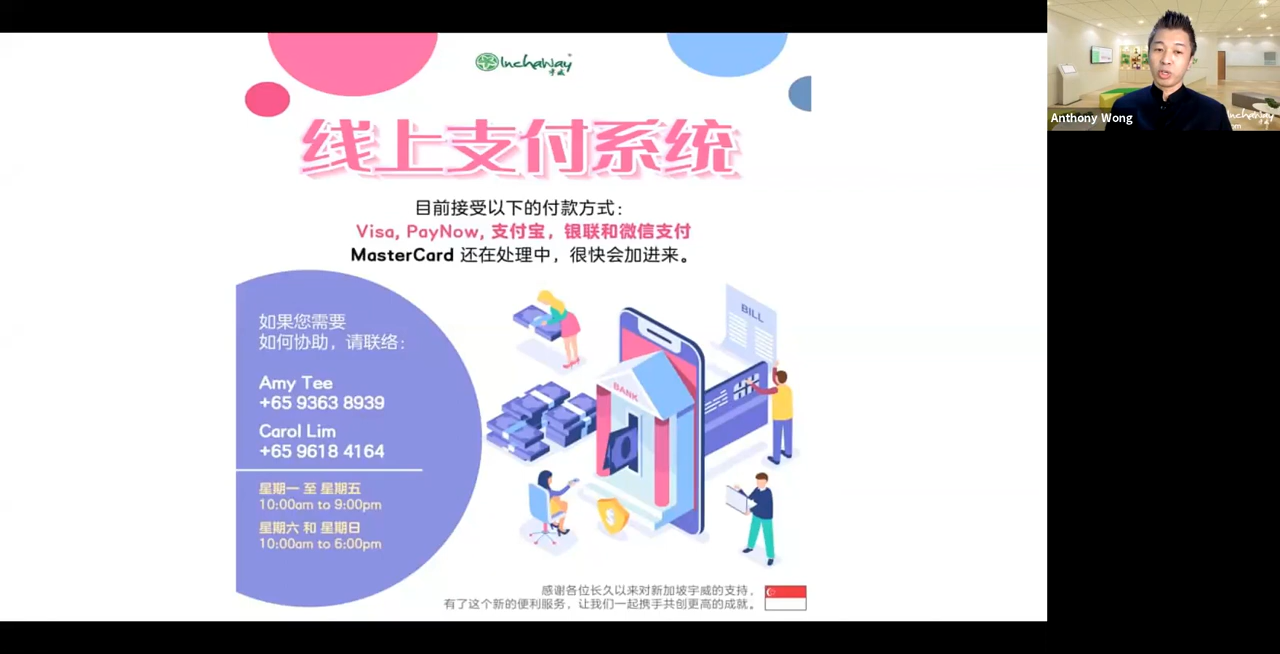 Inchaway
宇威
线上支付系统
目前接受以下的付款方式：
Visa, PayNow, 支付宝，银联和微信支付
MasterCard 还在处理中，很快会加进来。
如果您需要
如何协助，请联络：
Amy Tee
+65 9363 8939
Carol Lim
+65 9618 4164
星期一 至 星期五
10:00am to 9:00pm
星期六 和 星期日
10:00am to 6:00pm
BILL
BANK
感谢各位长久以来对新加坡宇威的支持，
有了这个新的便利服务，让我们一起携手共创更高的成就。
Anthony Wong